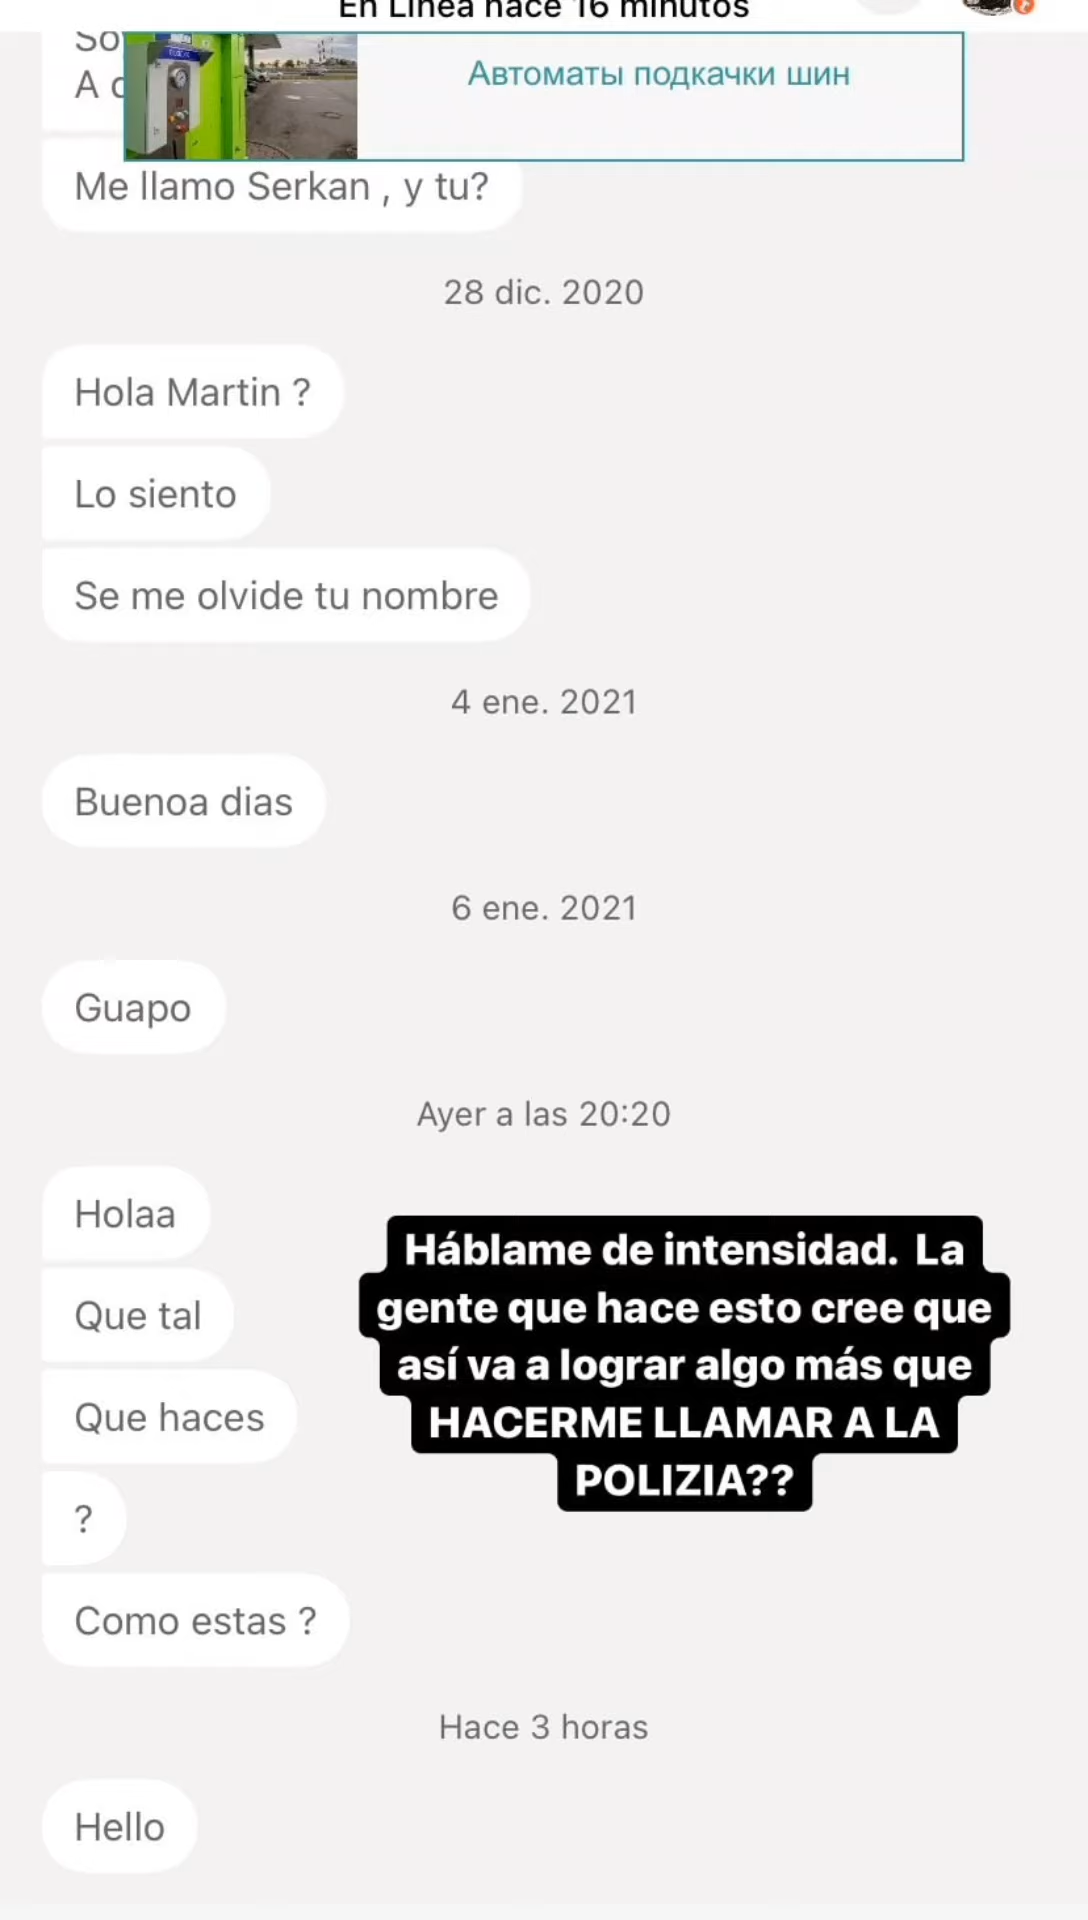 En Línea hace 16 minutos
So
A
Автоматы подкачки шин
Me llamo Serkan , y tu?
28 dic. 2020
Hola Martin ?
Lo siento
Se me olvide tu nombre
4 ene. 2021
Buenoa dias
6 ene. 2021
Guapo
Ayer a las 20:20
Holaa
Que tal
Que haces
?
Como estas ?
Háblame de intensidad. La
gente que hace esto cree que
así va a lograr algo más que
HACERME LLAMAR A LA
POLIZIA??
Hace 3 horas
Hello